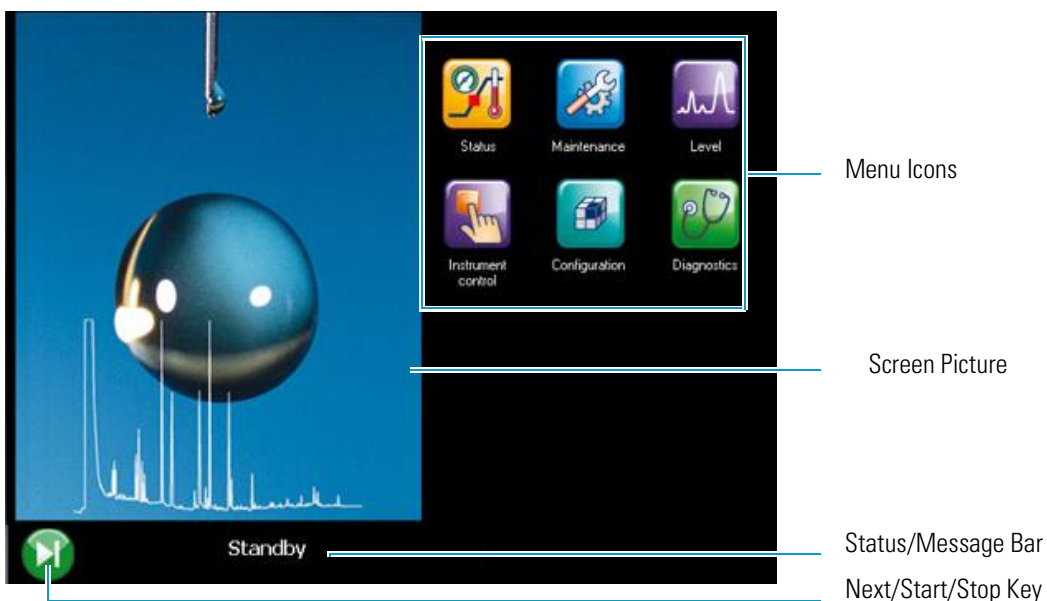 Status
Maintenance
Level
Menu Icons
Instrument
control
Configuration
Diagnostics
Screen Picture
Standby
Status/Message Bar
Next/Start/Stop Key